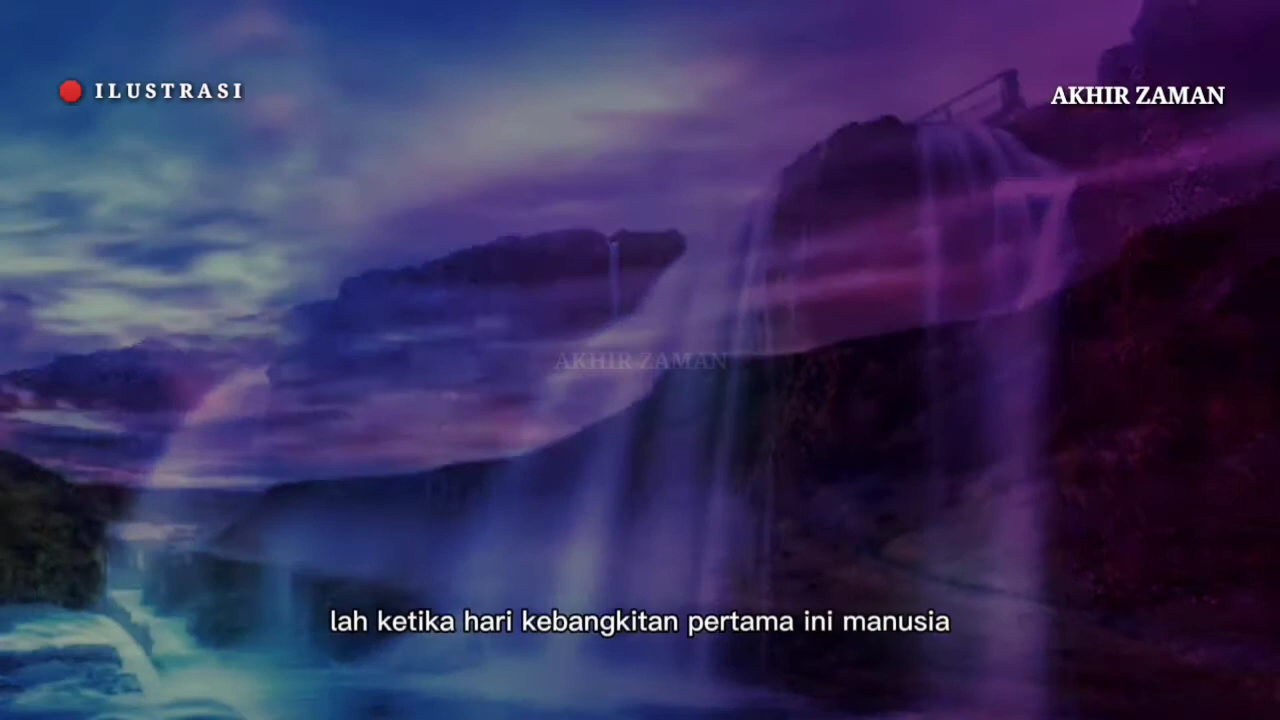 ILUSTRASI
AKHIR ZAMAN
AKHIR ZAMAN
lah ketika hari kebangkitan pertama ini manusia